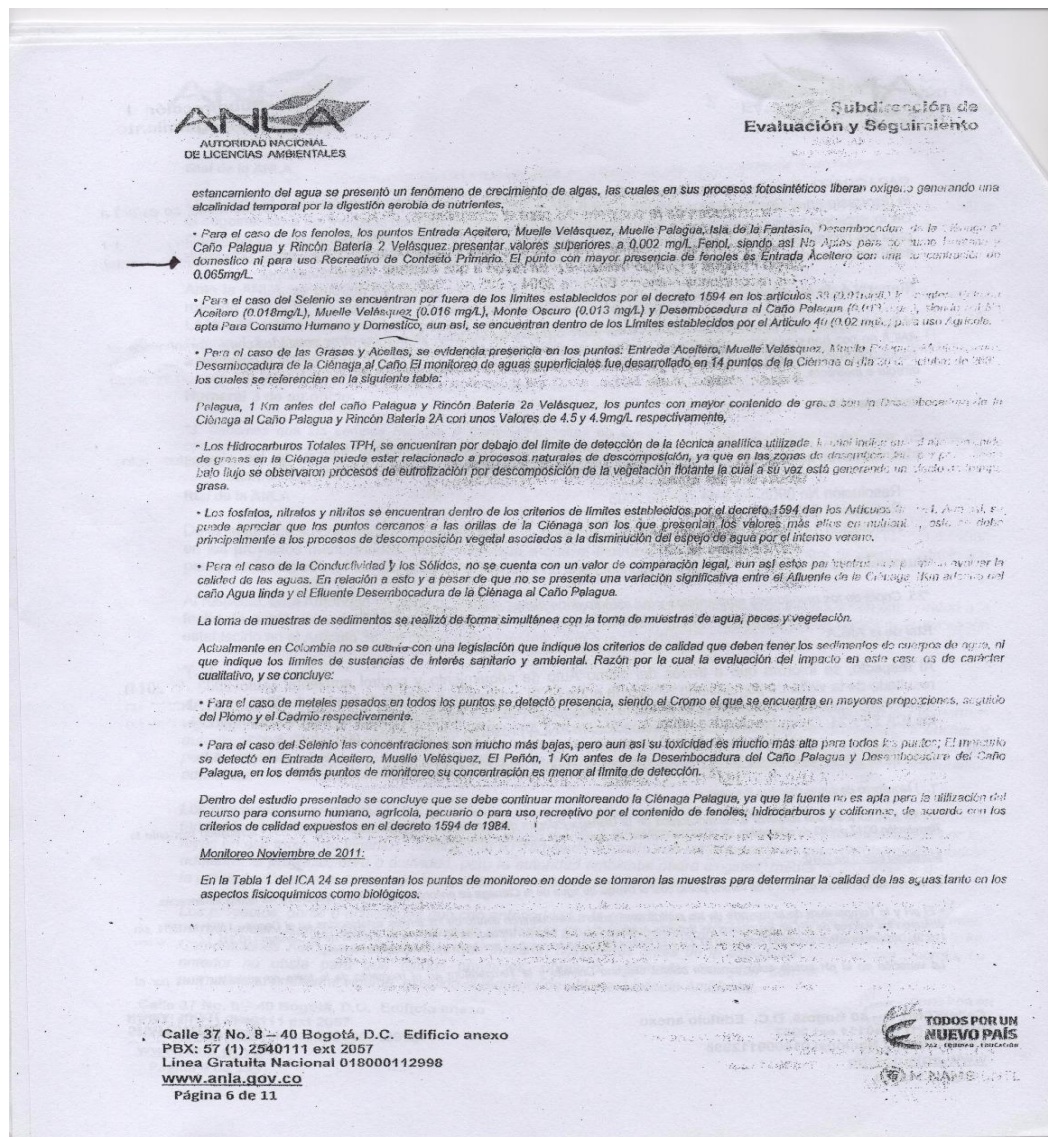 ANLA
AUTORIDAD NACIONAL
DE LICENCIAS AMBIENTALES
Subdirección de
Evaluación y Seguimiento
estancamiento del agua se presentó un fenómeno de crecimiento de algas, las cuales en sus procesos fotosintéticos liberan oxígeno generando una
alcalinidad temporal por la digestión aerobia de nutrientes.
• Para el caso de los fenoles, los puntos Entrada Aceitero, Muelle Velásquez, Muelle Palagua, Isla de la Fantasía, Desembocadura de la Ciénaga al
Caño Palagua y Rincón Batería 2 Velásquez presentar valores superiores a 0.002 mg/L Fenol, siendo así No Aptas para consumo humano y
domestico ni para uso Recreativo de Contacto Primario. El punto con mayor presencia de fenoles es Entrada Aceitero con una concentración de
0.065mg/L.
• Para el caso del Selenio se encuentran por fuera de los límites establecidos por el decreto 1594 en los artículos
Aceitero (0.018mg/L), Muelle Velásquez (0.016 mg/L), Monte Oscuro (0.013 mg/L) y Desembocadura al Caño Palagua
apta Para Consumo Humano y Domestico, aun así, se encuentran dentro de los Límites establecidos por el Articulo 40 (0.02 mg/L) para uso Agrícola.
• Para el caso de las Grasas y Aceites, se evidencia presencia en los puntos: Entrada Aceitero, Muelle Velásquez,
Desembocadura de la Ciénaga al Caño El monitoreo de aguas superficiales fue desarrollado en 14 puntos de la Ciénaga el día
los cuales se referencian en la siguiente tabla:
Palagua, 1 Km antes del caño Palagua y Rincón Batería 2a Velásquez, los puntos con mayor contenido de grasa son la Desembocadura de la
Ciénaga al Caño Palagua y Rincón Batería 2A con unos Valores de 4.5 y 4.9mg/L respectivamente,
• Los Hidrocarburos Totales TPH, se encuentran por debajo del límite de detección de la técnica analítica utilizada,
de grasas en la Ciénaga puede estar relacionado a procesos naturales de descomposición, ya que en las zonas de
bajo flujo se observaron procesos de eutrofización por descomposición de la vegetación flotante la cual a su vez está generando un
grasa.
• Los fosfatos, nitratos y nitritos se encuentran dentro de los criterios de límites establecidos por el decreto 1594 dan los Artículos
puede apreciar que los puntos cercanos a las orillas de la Ciénaga son los que presentan los valores más altos en
principalmente a los procesos de descomposición vegetal asociados a la disminución del espejo de agua por el intenso verano.
• Para el caso de la Conductividad y los Sólidos, no se cuenta con un valor de comparación legal, aun así estos parámetros permiten evaluar la
calidad de las aguas. En relación a esto y a pesar de que no se presenta una variación significativa entre el Afluente de la Ciénaga 1Km del
caño Agua linda y el Efluente Desembocadura de la Ciénaga al Caño Palagua.
La toma de muestras de sedimentos se realizó de forma simultánea con la toma de muestras de agua, peces y vegetación.
Actualmente en Colombia no se cuenta con una legislación que indique los criterios de calidad que deben tener los sedimentos de cuerpos de agua, ni
que indique los límites de sustancias de interés sanitario y ambiental. Razón por la cual la evaluación del impacto en este caso es de carácter
cualitativo, y se concluye:
• Para el caso de metales pesados en todos los puntos se detectó presencia, siendo el Cromo el que se encuentra en mayores proporciones, seguido
del Plomo y el Cadmio respectivamente.
• Para el caso del Selenio las concentraciones son mucho más bajas, pero aun así su toxicidad es mucho más alta para todos los puntos; El mercurio
se detectó en Entrada Aceitero, Muelle Velásquez, El Peñón, 1 Km antes de la Desembocadura del Caño Palagua y Desembocadura del Caño
Palagua, en los demás puntos de monitoreo su concentración es menor al límite de detección.
Dentro del estudio presentado se concluye que se debe continuar monitoreando la Ciénaga Palagua, ya que la fuente no es apta para la utilización del
recurso para consumo humano, agrícola, pecuario o para uso recreativo por el contenido de fenoles, hidrocarburos y coliformes, de acuerdo con los
criterios de calidad expuestos en el decreto 1594 de 1984.
Monitoreo Noviembre de 2011:
En la Tabla 1 del ICA 24 se presentan los puntos de monitoreo en donde se tomaron las muestras para determinar la calidad de las aguas tanto en los
aspectos fisicoquímicos como biológicos.
Calle 37 No. 8 – 40 Bogotá, D.C. Edificio anexo
PBX: 57 (1) 2540111 ext 2057
Linea Gratuita Nacional 018000112998
www.anla.gov.co
Página 6 de 11
TODOS POR UN
NUEVO PAÍS
PAZ EQUIDAD EDUCACIÓN